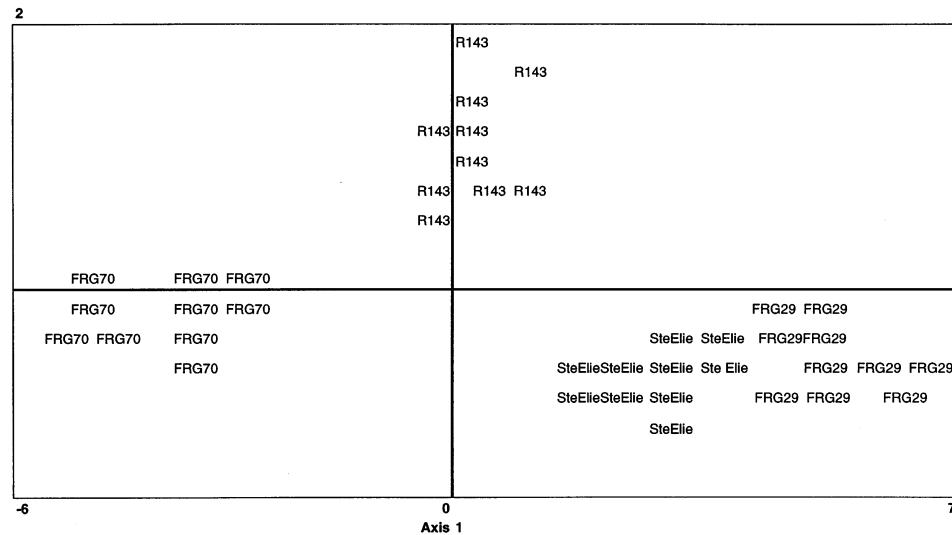 2
R143
R143
R143
R143 R143
R143
R143 R143 R143
R143
FRG70 FRG70 FRG70
FRG70 FRG70 FRG70 FRG29 FRG29
FRG70 FRG70 FRG70 SteElie SteElie FRG29FRG29
FRG70 SteElieSteElie SteElie Ste Elie FRG29 FRG29 FRG29
SteElieSteElie SteElie FRG29 FRG29 FRG29
SteElie
-6 0 7
Axis 1